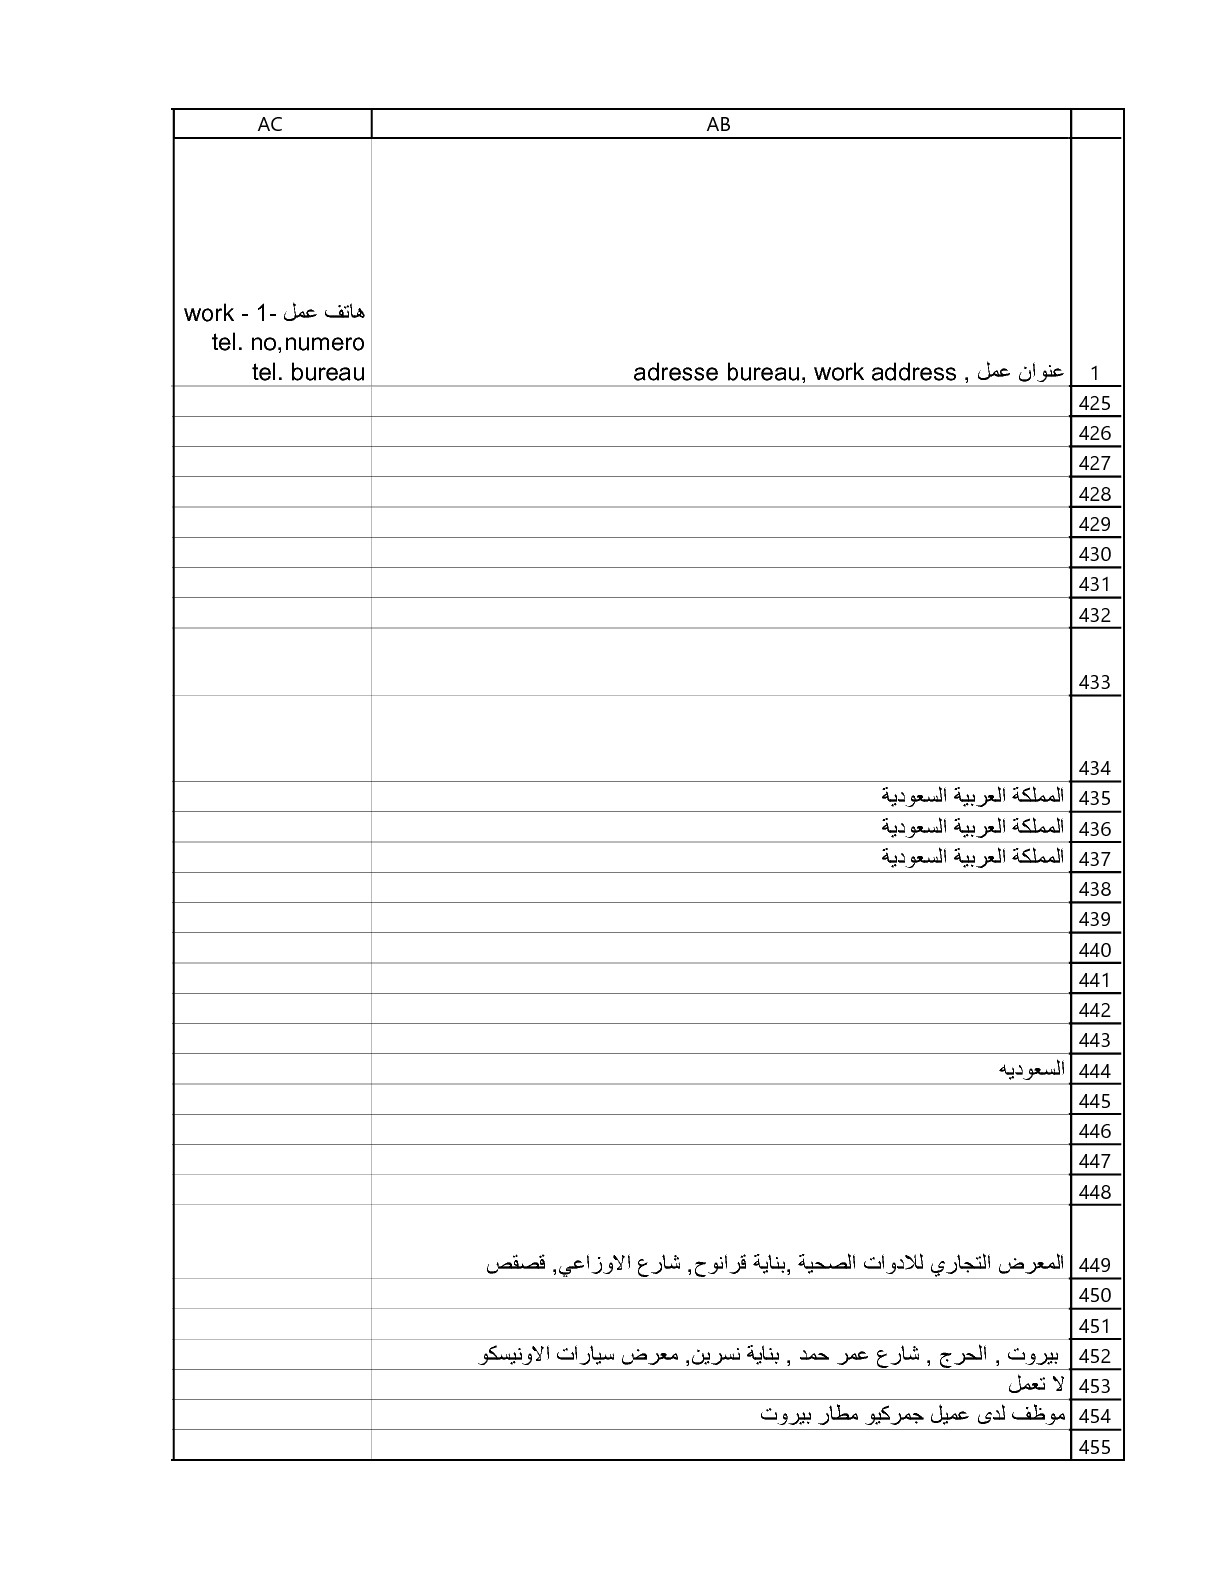 AB AC
1 عنوان عمل , adresse bureau, work address هاتف عمل -1 - work
tel. no,numero
tel. bureau
425
426
427
428
429
430
431
432
433
434
435 المملكة العربية السعودية
436 المملكة العربية السعودية
437 المملكة العربية السعودية
438
439
440
441
442
443
444 السعوديه
445
446
447
448
449 المعرض التجاري للادوات الصحية ,بناية قرانوح, شارع الاوزاعي, قصقص
450
451
452 بيروت , الحرج , شارع عمر حمد , بناية نسرين, معرض سيارات الاونيسكو
453 لا تعمل
454 موظف لدى عميل جمركيو مطار بيروت
455